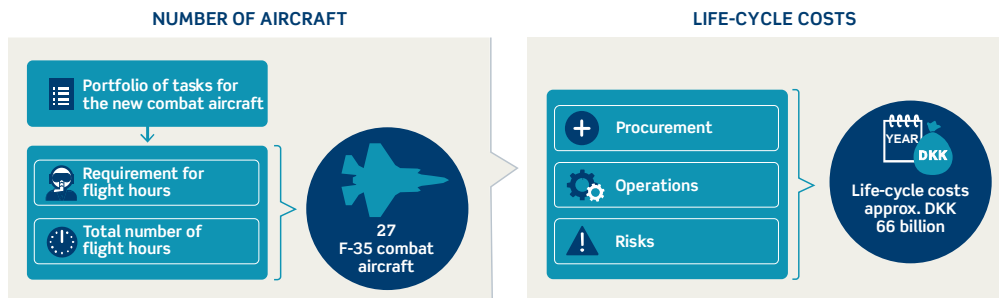 NUMBER OF AIRCRAFT
Portfolio of tasks for
the new combat aircraft
Requirement for
flight hours
Total number of
flight hours
27
F-35 combat
aircraft
LIFE-CYCLE COSTS
Procurement
Operations
Risks
YEAR
DKK
Life-cycle costs
approx. DKK
66 billion